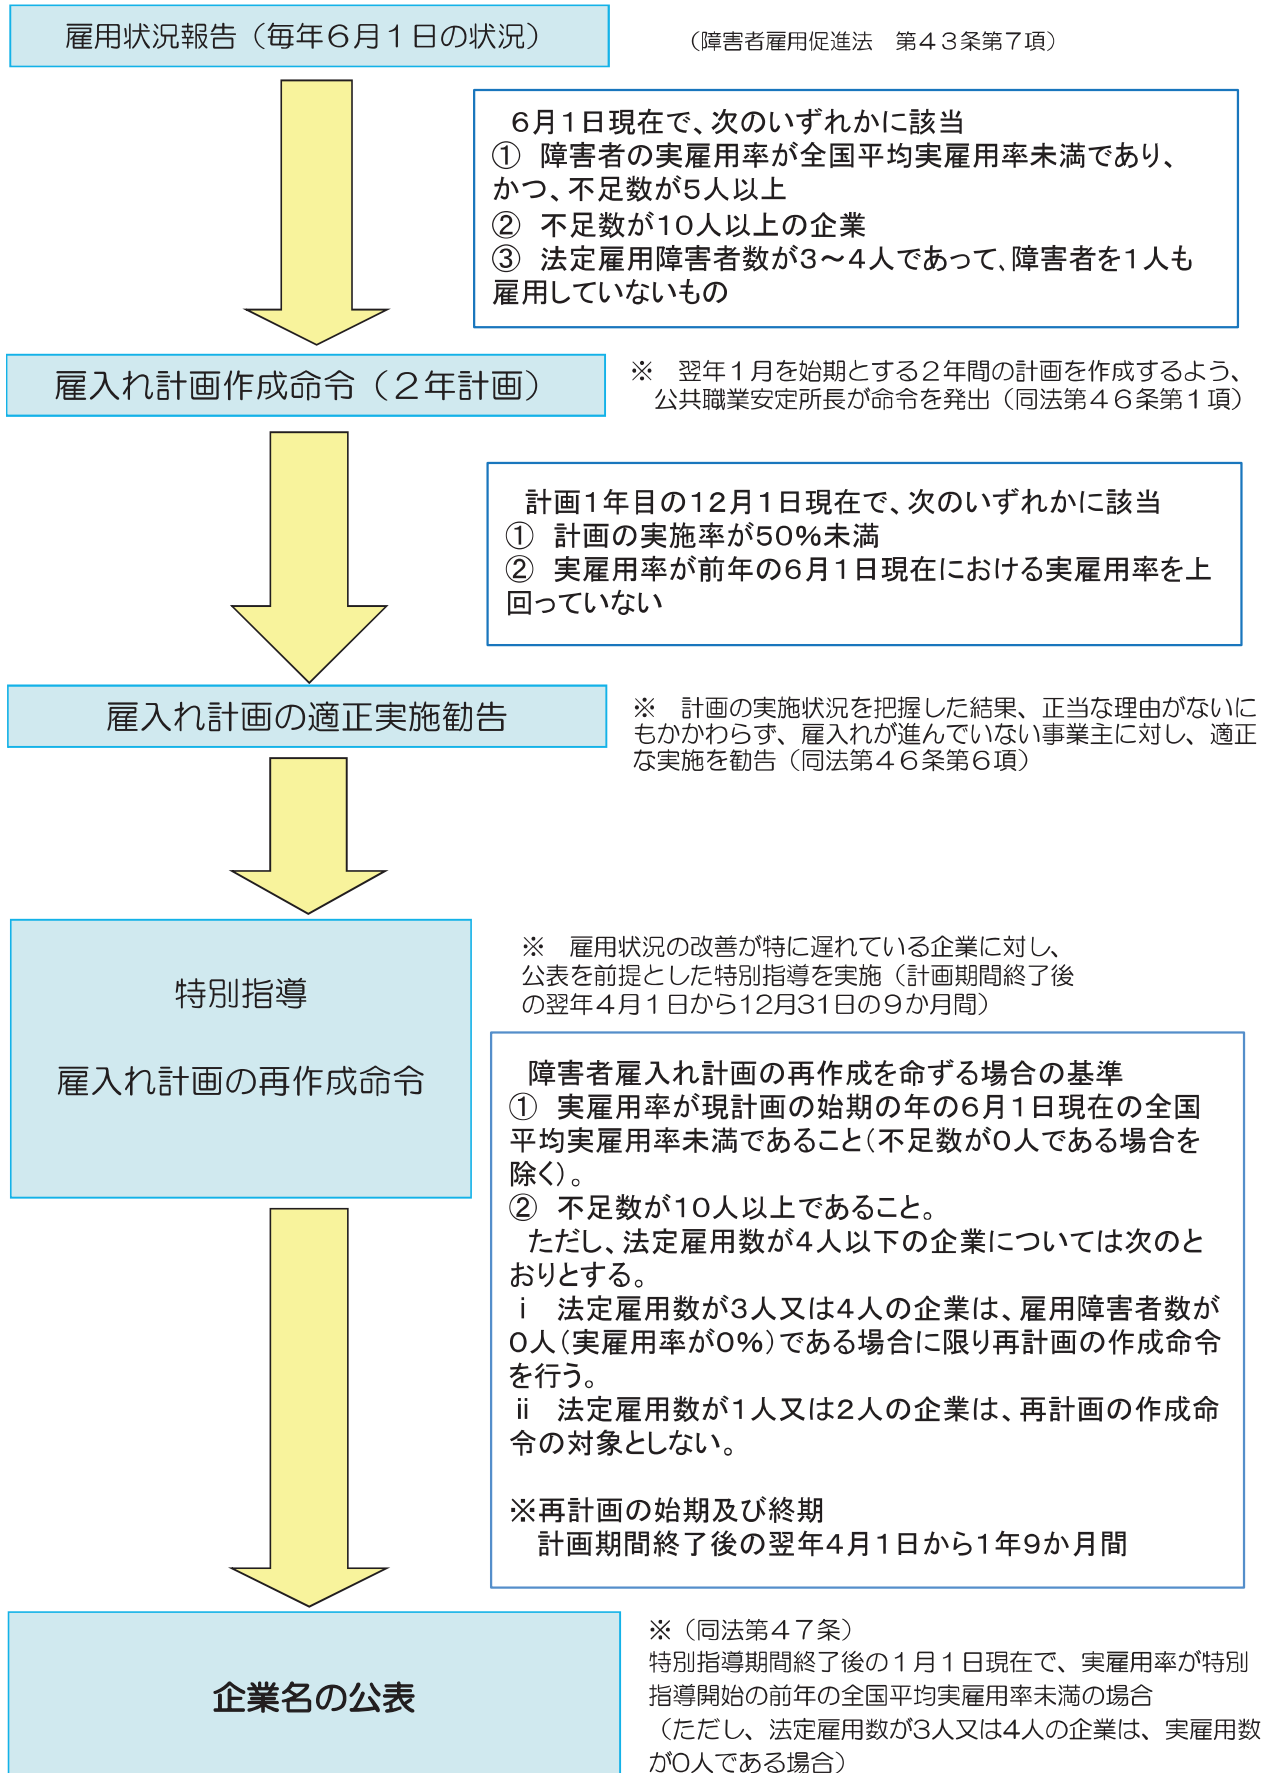 雇用状況報告（毎年６月１日の状況）
（障害者雇用促進法　第４３条第７項）
６月１日現在で、次のいずれかに該当
①　障害者の実雇用率が全国平均実雇用率未満であり、
かつ、不足数が５人以上
②　不足数が１０人以上の企業
③　法定雇用障害者数が３～４人であって、障害者を１人も
雇用していないもの
雇入れ計画作成命令（２年計画）
※　翌年１月を始期とする２年間の計画を作成するよう、
公共職業安定所長が命令を発出（同法第４６条第１項）
計画１年目の１２月１日現在で、次のいずれかに該当
①　計画の実施率が５０％未満
②　実雇用率が前年の６月１日現在における実雇用率を上
回っていない
雇入れ計画の適正実施勧告
※　計画の実施状況を把握した結果、正当な理由がないに
もかかわらず、雇入れが進んでいない事業主に対し、適正
な実施を勧告（同法第４６条第６項）
特別指導
雇入れ計画の再作成命令
※　雇用状況の改善が特に遅れている企業に対し、
公表を前提とした特別指導を実施（計画期間終了後
の翌年４月１日から12月31日の９か月間）
障害者雇入れ計画の再作成を命ずる場合の基準
①　実雇用率が現計画の始期の年の６月１日現在の全国
平均実雇用率未満であること（不足数が０人である場合を
除く）。
②　不足数が１０人以上であること。
ただし、法定雇用数が４人以下の企業については次のと
おりとする。
ⅰ　法定雇用数が３人又は４人の企業は、雇用障害者数が
０人（実雇用率が０％）である場合に限り再計画の作成命令
を行う。
ⅱ　法定雇用数が１人又は２人の企業は、再計画の作成命
令の対象としない。
※再計画の始期及び終期
計画期間終了後の翌年４月１日から１年９か月間
企業名の公表
※（同法第４７条）
特別指導期間終了後の１月１日現在で、実雇用率が特別
指導開始の前年の全国平均実雇用率未満の場合
（ただし、法定雇用数が3人又は4人の企業は、実雇用数
が0人である場合）